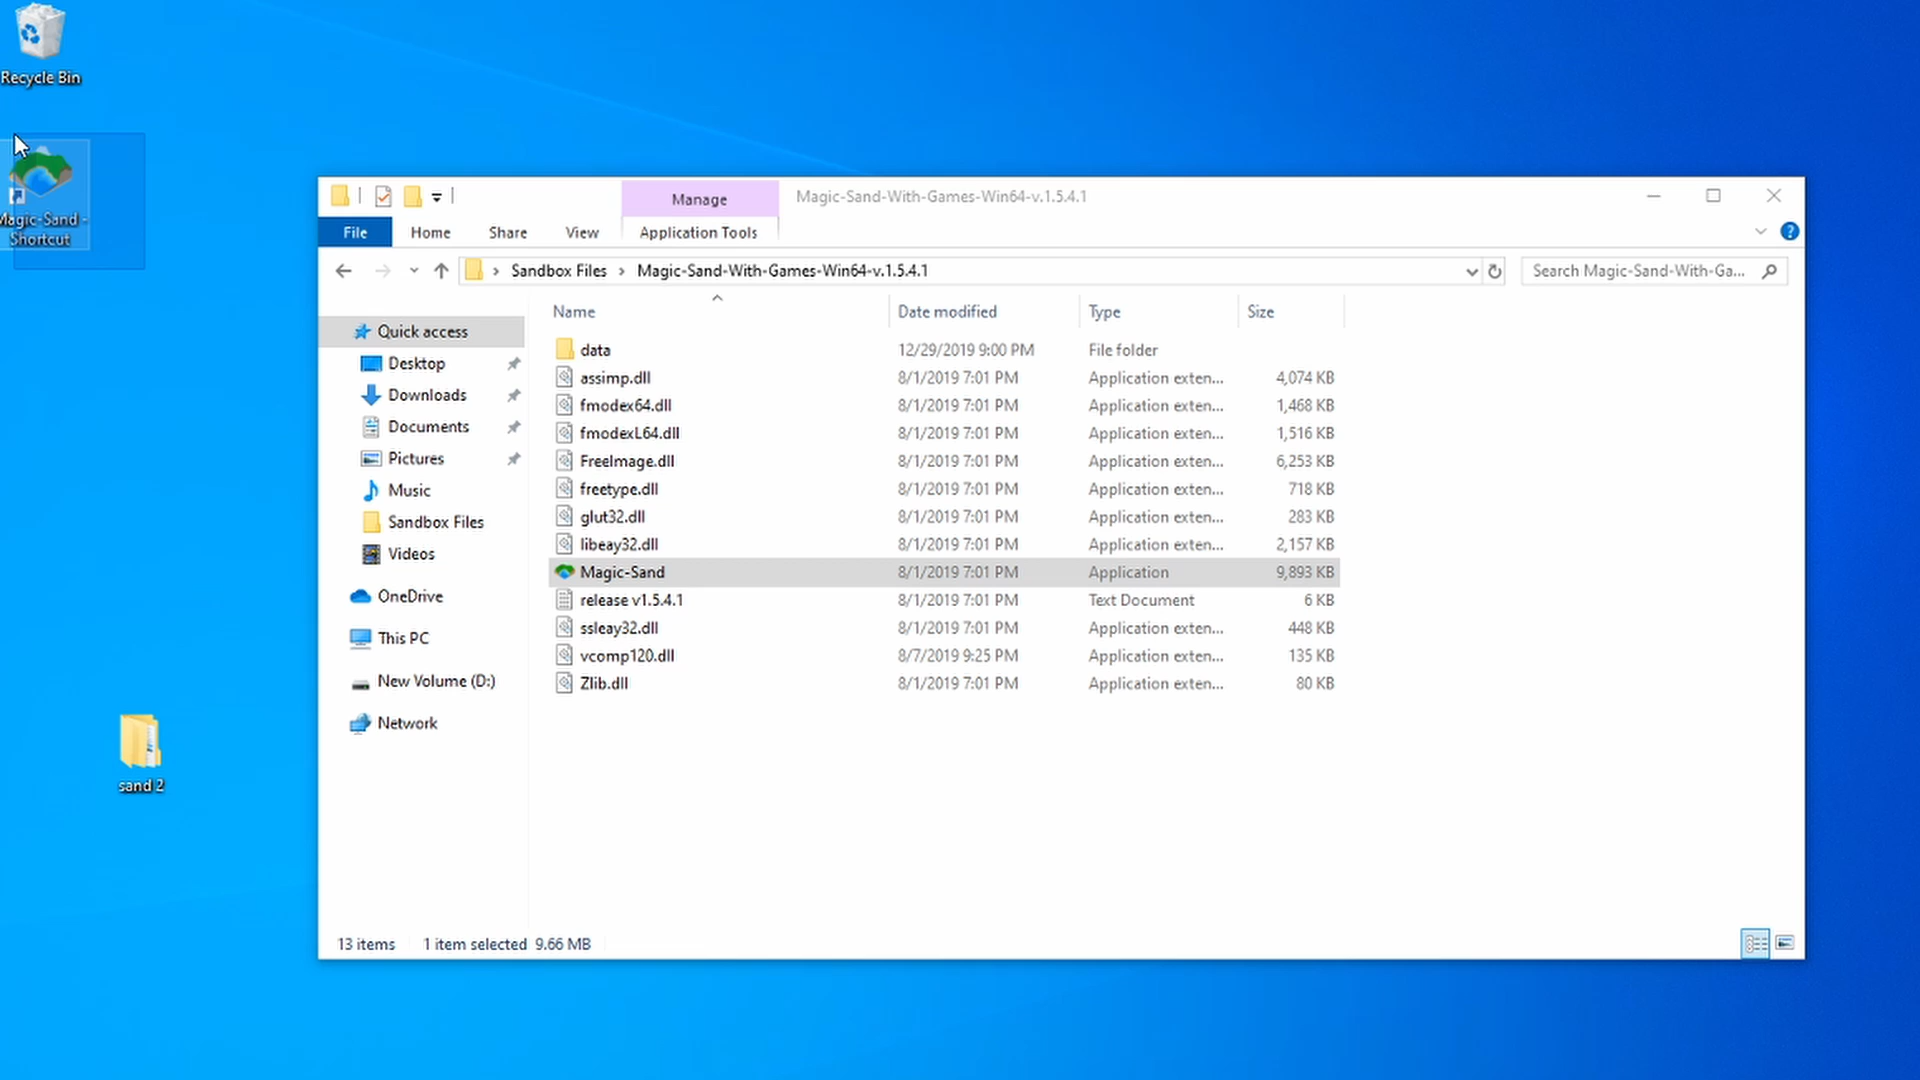 Recycle Bin
Magic-Sand -
Shortcut
sand 2
Manage
Magic-Sand-With-Games-Win64-v.1.5.4.1
File Home Share View Application Tools
Sandbox Files › Magic-Sand-With-Games-Win64-v.1.5.4.1
Search Magic-Sand-With-Ga...
Quick access
Desktop
Downloads
Documents
Pictures
Music
Sandbox Files
Videos
OneDrive
This PC
New Volume (D:)
Network
Name Date modified Type Size
data 12/29/2019 9:00 PM File folder
assimp.dll 8/1/2019 7:01 PM Application exten... 4,074 KB
fmodex64.dll 8/1/2019 7:01 PM Application exten... 1,468 KB
fmodexL64.dll 8/1/2019 7:01 PM Application exten... 1,516 KB
FreeImage.dll 8/1/2019 7:01 PM Application exten... 6,253 KB
freetype.dll 8/1/2019 7:01 PM Application exten... 718 KB
glut32.dll 8/1/2019 7:01 PM Application exten... 283 KB
libeay32.dll 8/1/2019 7:01 PM Application exten... 2,157 KB
Magic-Sand 8/1/2019 7:01 PM Application 9,893 KB
release v1.5.4.1 8/1/2019 7:01 PM Text Document 6 KB
ssleay32.dll 8/1/2019 7:01 PM Application exten... 448 KB
vcomp120.dll 8/7/2019 9:25 PM Application exten... 135 KB
Zlib.dll 8/1/2019 7:01 PM Application exten... 80 KB
13 items 1 item selected 9.66 MB